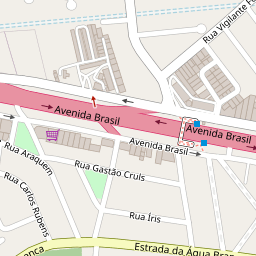 Rua Vigilante
Avenida Brasil
Avenida Brasil
Avenida Brasil
Rua Araquem
Rua Gastão Cruls
Rua Carlos Rubens
Rua Íris
Estrada da Água